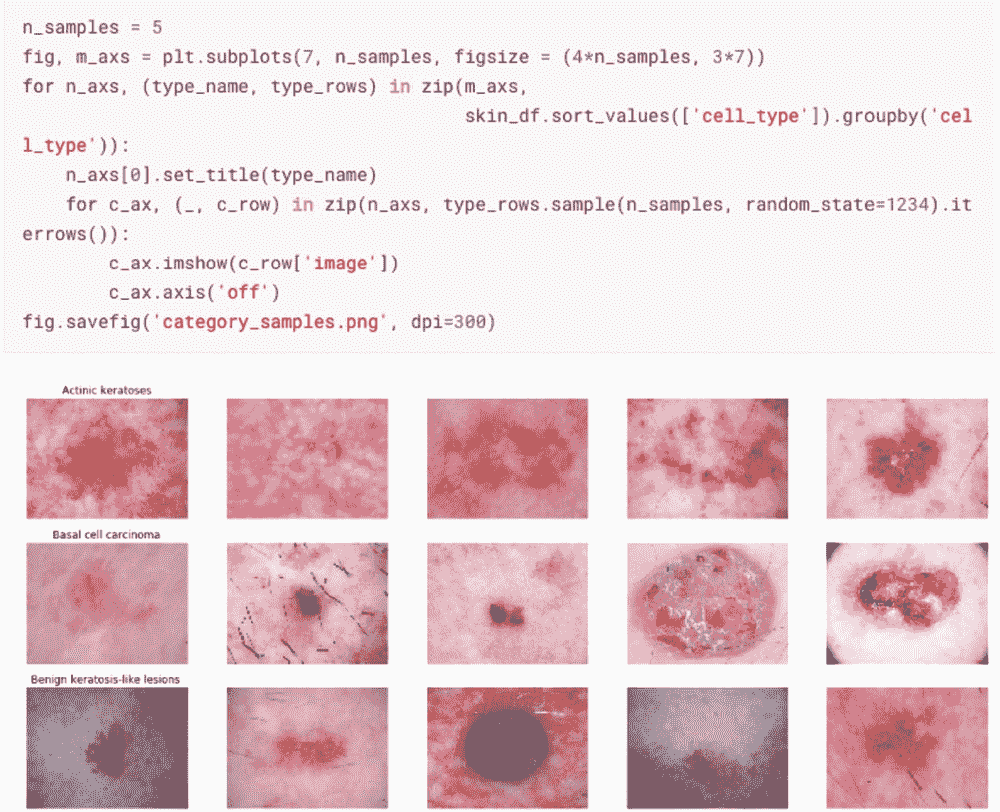 n_samples = 5
fig, m_axs = plt.subplots(7, n_samples, figsize = (4*n_samples, 3*7))
for n_axs, (type_name, type_rows) in zip(m_axs,
                                         skin_df.sort_values(['cell_type']).groupby('cel
l_type')):
    n_axs[0].set_title(type_name)
    for c_ax, (_, c_row) in zip(n_axs, type_rows.sample(n_samples, random_state=1234).it
errows()):
        c_ax.imshow(c_row['image'])
        c_ax.axis('off')
fig.savefig('category_samples.png', dpi=300)
Actinic keratoses
Basal cell carcinoma
Benign keratosis-like lesions